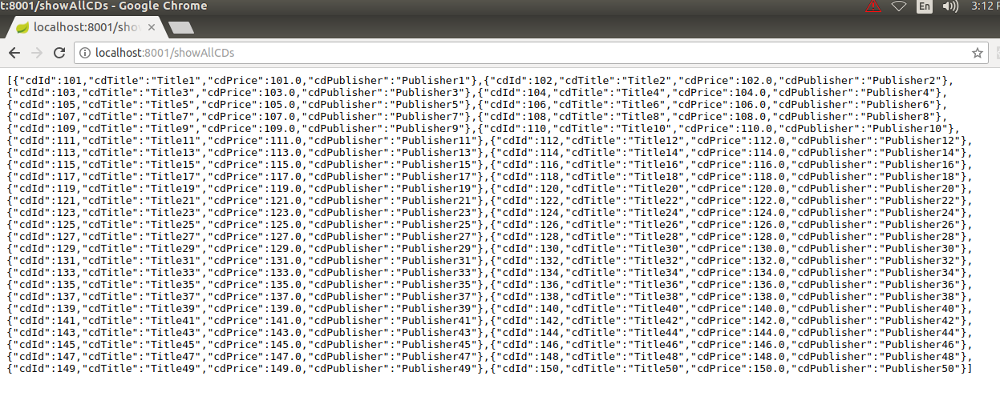 t:8001/showAllCDs - Google Chrome
En
3:12
localhost:8001/sho
localhost:8001/showAllCDs
[{"cdId":101,"cdTitle":"Title1","cdPrice":101.0,"cdPublisher":"Publisher1"},{"cdId":102,"cdTitle":"Title2","cdPrice":102.0,"cdPublisher":"Publisher2"},
{"cdId":103,"cdTitle":"Title3","cdPrice":103.0,"cdPublisher":"Publisher3"},{"cdId":104,"cdTitle":"Title4","cdPrice":104.0,"cdPublisher":"Publisher4"},
{"cdId":105,"cdTitle":"Title5","cdPrice":105.0,"cdPublisher":"Publisher5"},{"cdId":106,"cdTitle":"Title6","cdPrice":106.0,"cdPublisher":"Publisher6"},
{"cdId":107,"cdTitle":"Title7","cdPrice":107.0,"cdPublisher":"Publisher7"},{"cdId":108,"cdTitle":"Title8","cdPrice":108.0,"cdPublisher":"Publisher8"},
{"cdId":109,"cdTitle":"Title9","cdPrice":109.0,"cdPublisher":"Publisher9"},{"cdId":110,"cdTitle":"Title10","cdPrice":110.0,"cdPublisher":"Publisher10"},
{"cdId":111,"cdTitle":"Title11","cdPrice":111.0,"cdPublisher":"Publisher11"},{"cdId":112,"cdTitle":"Title12","cdPrice":112.0,"cdPublisher":"Publisher12"},
{"cdId":113,"cdTitle":"Title13","cdPrice":113.0,"cdPublisher":"Publisher13"},{"cdId":114,"cdTitle":"Title14","cdPrice":114.0,"cdPublisher":"Publisher14"},
{"cdId":115,"cdTitle":"Title15","cdPrice":115.0,"cdPublisher":"Publisher15"},{"cdId":116,"cdTitle":"Title16","cdPrice":116.0,"cdPublisher":"Publisher16"},
{"cdId":117,"cdTitle":"Title17","cdPrice":117.0,"cdPublisher":"Publisher17"},{"cdId":118,"cdTitle":"Title18","cdPrice":118.0,"cdPublisher":"Publisher18"},
{"cdId":119,"cdTitle":"Title19","cdPrice":119.0,"cdPublisher":"Publisher19"},{"cdId":120,"cdTitle":"Title20","cdPrice":120.0,"cdPublisher":"Publisher20"},
{"cdId":121,"cdTitle":"Title21","cdPrice":121.0,"cdPublisher":"Publisher21"},{"cdId":122,"cdTitle":"Title22","cdPrice":122.0,"cdPublisher":"Publisher22"},
{"cdId":123,"cdTitle":"Title23","cdPrice":123.0,"cdPublisher":"Publisher23"},{"cdId":124,"cdTitle":"Title24","cdPrice":124.0,"cdPublisher":"Publisher24"},
{"cdId":125,"cdTitle":"Title25","cdPrice":125.0,"cdPublisher":"Publisher25"},{"cdId":126,"cdTitle":"Title26","cdPrice":126.0,"cdPublisher":"Publisher26"},
{"cdId":127,"cdTitle":"Title27","cdPrice":127.0,"cdPublisher":"Publisher27"},{"cdId":128,"cdTitle":"Title28","cdPrice":128.0,"cdPublisher":"Publisher28"},
{"cdId":129,"cdTitle":"Title29","cdPrice":129.0,"cdPublisher":"Publisher29"},{"cdId":130,"cdTitle":"Title30","cdPrice":130.0,"cdPublisher":"Publisher30"},
{"cdId":131,"cdTitle":"Title31","cdPrice":131.0,"cdPublisher":"Publisher31"},{"cdId":132,"cdTitle":"Title32","cdPrice":132.0,"cdPublisher":"Publisher32"},
{"cdId":133,"cdTitle":"Title33","cdPrice":133.0,"cdPublisher":"Publisher33"},{"cdId":134,"cdTitle":"Title34","cdPrice":134.0,"cdPublisher":"Publisher34"},
{"cdId":135,"cdTitle":"Title35","cdPrice":135.0,"cdPublisher":"Publisher35"},{"cdId":136,"cdTitle":"Title36","cdPrice":136.0,"cdPublisher":"Publisher36"},
{"cdId":137,"cdTitle":"Title37","cdPrice":137.0,"cdPublisher":"Publisher37"},{"cdId":138,"cdTitle":"Title38","cdPrice":138.0,"cdPublisher":"Publisher38"},
{"cdId":139,"cdTitle":"Title39","cdPrice":139.0,"cdPublisher":"Publisher39"},{"cdId":140,"cdTitle":"Title40","cdPrice":140.0,"cdPublisher":"Publisher40"},
{"cdId":141,"cdTitle":"Title41","cdPrice":141.0,"cdPublisher":"Publisher41"},{"cdId":142,"cdTitle":"Title42","cdPrice":142.0,"cdPublisher":"Publisher42"},
{"cdId":143,"cdTitle":"Title43","cdPrice":143.0,"cdPublisher":"Publisher43"},{"cdId":144,"cdTitle":"Title44","cdPrice":144.0,"cdPublisher":"Publisher44"},
{"cdId":145,"cdTitle":"Title45","cdPrice":145.0,"cdPublisher":"Publisher45"},{"cdId":146,"cdTitle":"Title46","cdPrice":146.0,"cdPublisher":"Publisher46"},
{"cdId":147,"cdTitle":"Title47","cdPrice":147.0,"cdPublisher":"Publisher47"},{"cdId":148,"cdTitle":"Title48","cdPrice":148.0,"cdPublisher":"Publisher48"},
{"cdId":149,"cdTitle":"Title49","cdPrice":149.0,"cdPublisher":"Publisher49"},{"cdId":150,"cdTitle":"Title50","cdPrice":150.0,"cdPublisher":"Publisher50"}]